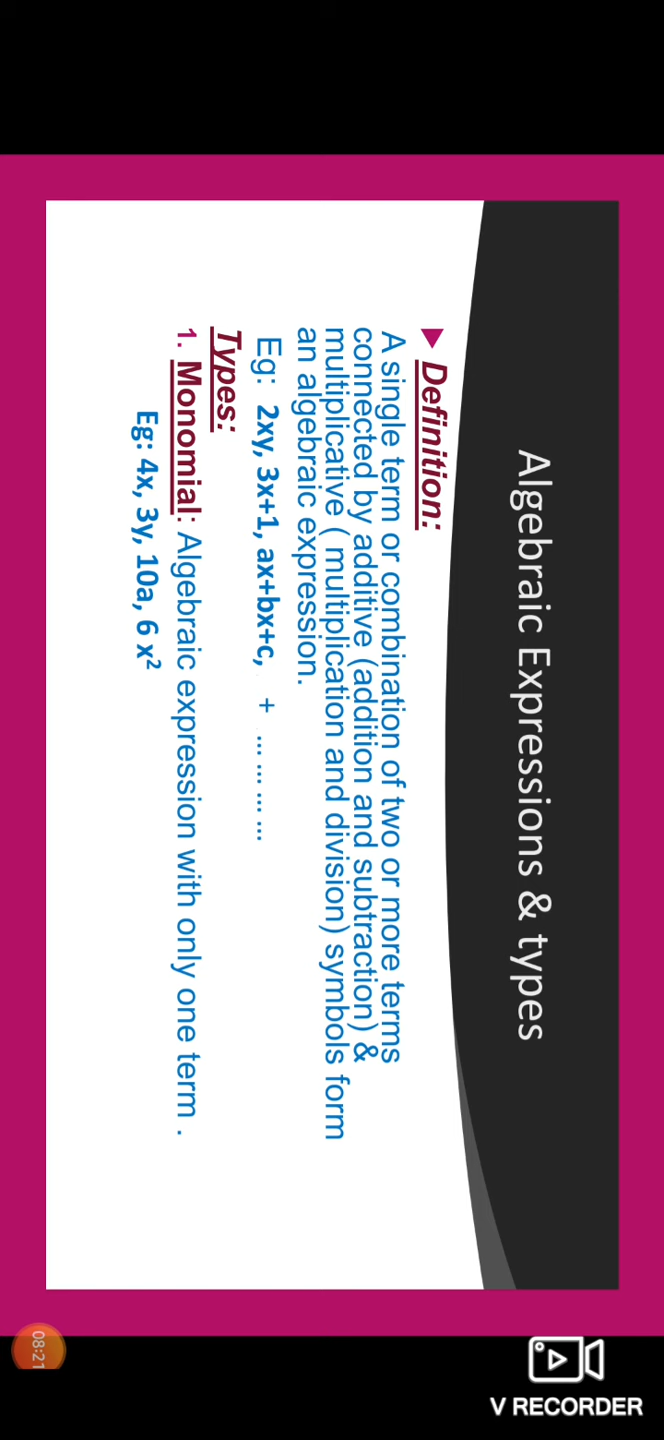 Algebraic Expressions & types
Definition:
A single term or combination of two or more terms
connected by additive (addition and subtraction) &
multiplicative ( multiplication and division) symbols form
an algebraic expression.
Eg: 2xy, 3x+1, ax+bx+c, + ... ... ... ...
Types:
1. Monomial: Algebraic expression with only one term .
Eg: 4x, 3y, 10a, 6 x²
08:21
V RECORDER